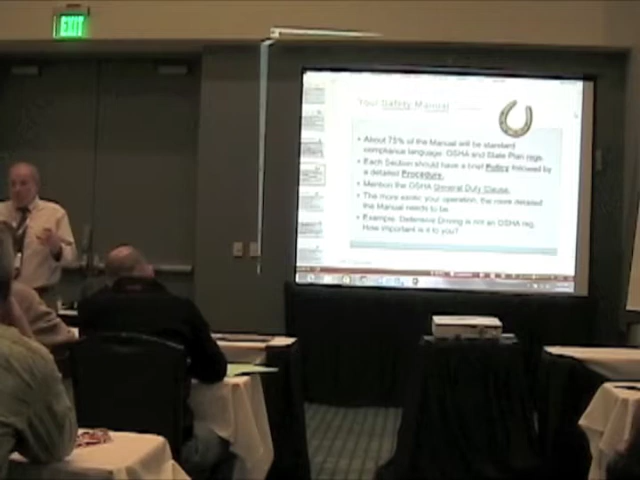 EXIT
Your Safety Manual
• About 75% of the Manual will be standard
compliance language: OSHA and State Plan regs.
• Each Section should have a brief Policy followed by
a detailed Procedure.
• Mention the OSHA General Duty Clause.
• The more exotic your operation, the more detailed
the Manual needs to be.
• Example: Defensive Driving is not an OSHA reg.
How important is it to you?